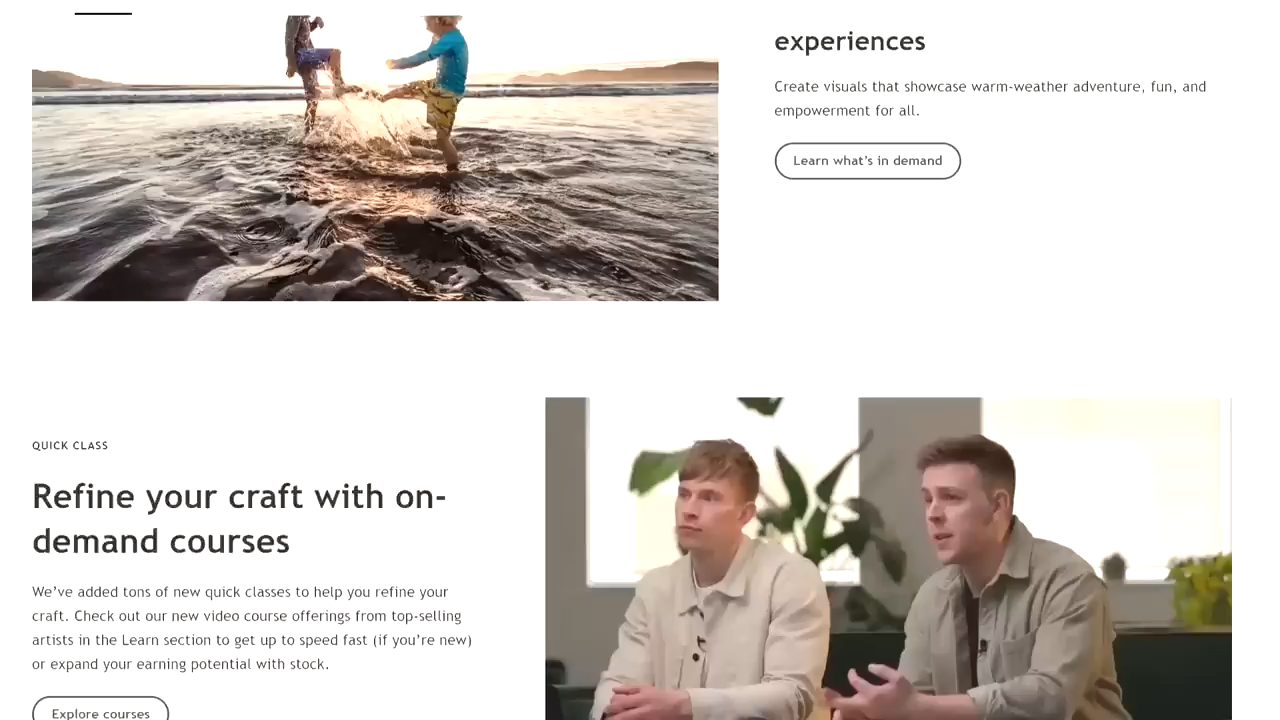 experiences
Create visuals that showcase warm-weather adventure, fun, and
empowerment for all.
Learn what's in demand
QUICK CLASS
Refine your craft with on-
demand courses
We've added tons of new quick classes to help you refine your
craft. Check out our new video course offerings from top-selling
artists in the Learn section to get up to speed fast (if you're new)
or expand your earning potential with stock.
Explore courses